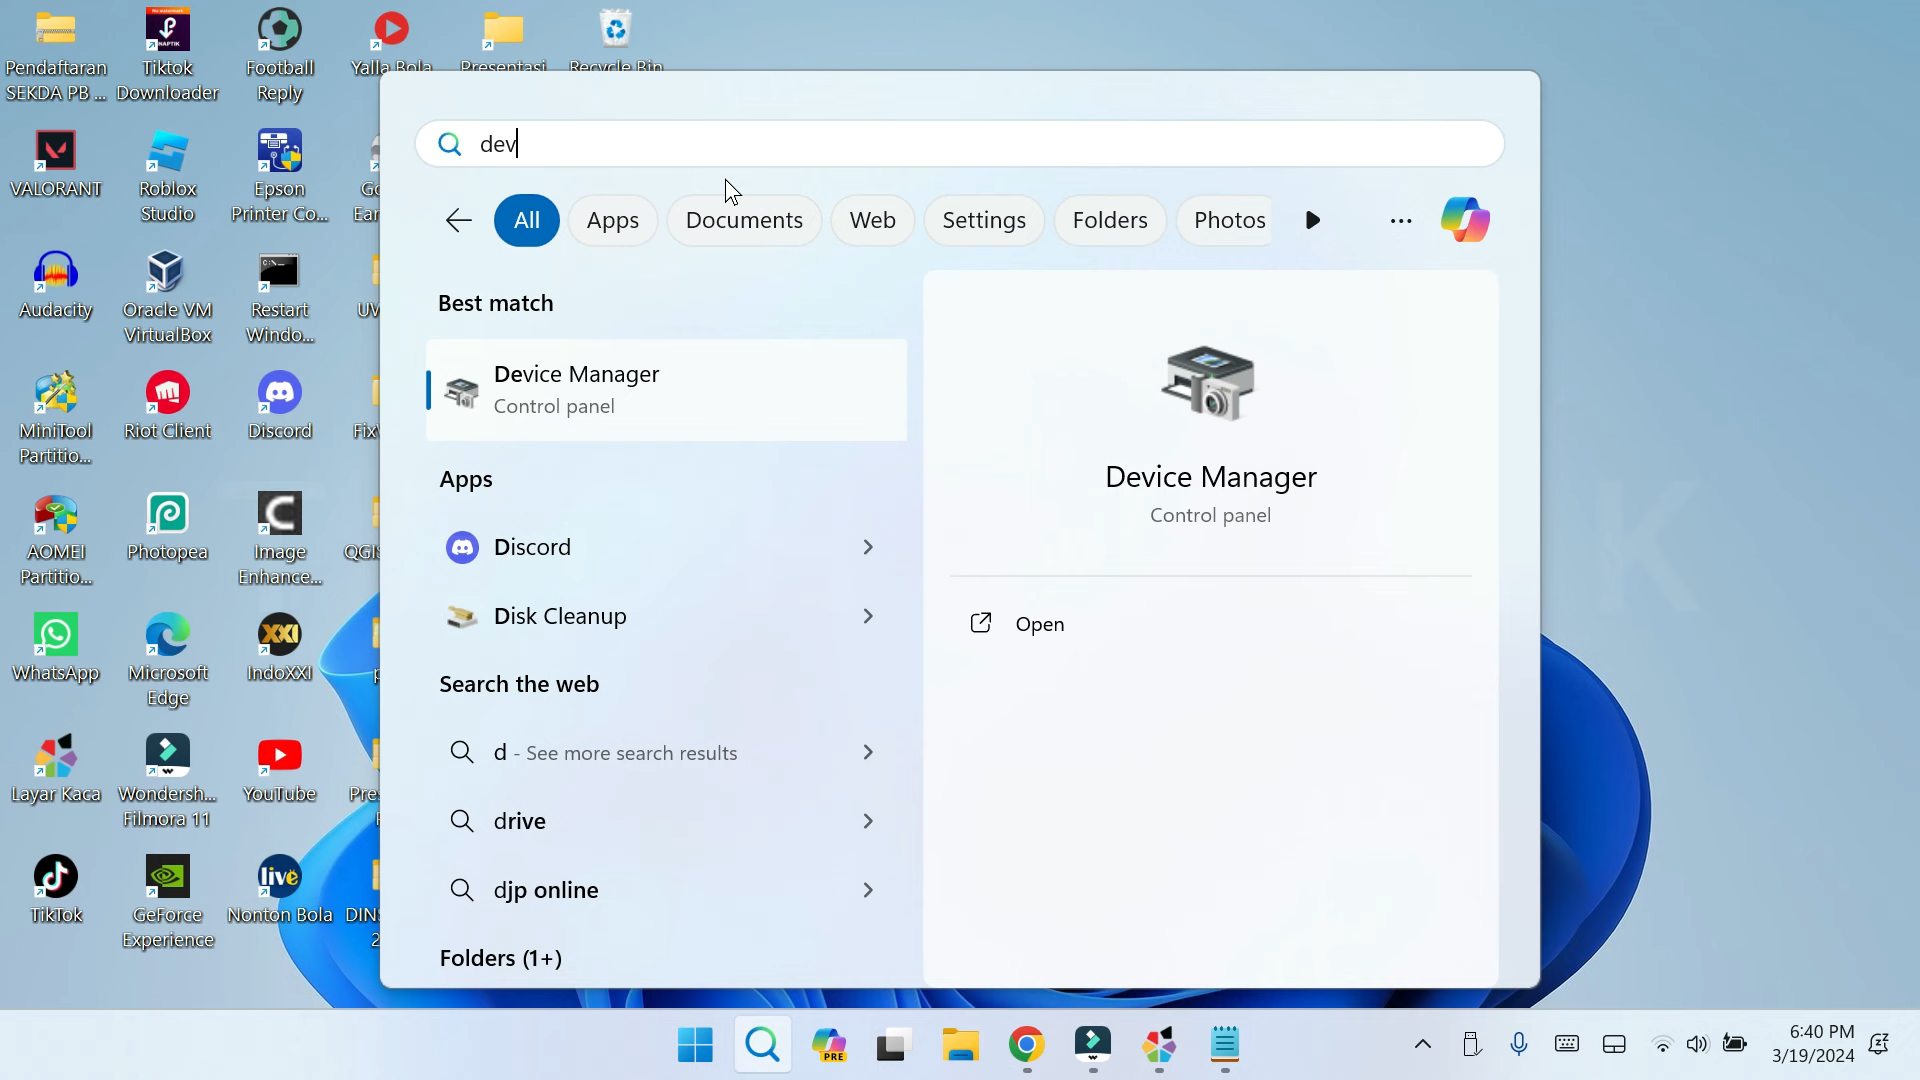 Pendaftaran
SEKDA PB ...
Tiktok
Downloader
Football
Reply
Yalla Bola
Presentasi
Recycle Bin
VALORANT
Roblox
Studio
Epson
Printer Co...
Audacity
Oracle VM
VirtualBox
Restart
Windo...
MiniTool
Partitio...
Riot Client
Discord
AOMEI
Partitio...
Photopea
Image
Enhance...
WhatsApp
Microsoft
Edge
IndoXXI
Layar Kaca
Wondersh...
Filmora 11
YouTube
TikTok
GeForce
Experience
Nonton Bola
dev
All
Apps
Documents
Web
Settings
Folders
Photos
Best match
Device Manager
Control panel
Apps
Discord
Disk Cleanup
Search the web
d - See more search results
drive
djp online
Folders (1+)
Device Manager
Control panel
Open
PRE
6:40 PM
3/19/2024